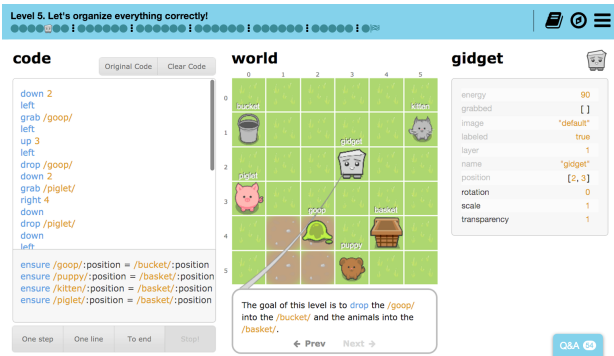 Level 5. Let's organize everything correctly!
code
Original Code
Clear Code
down 2
left
grab /goop/
left
up 3
left
drop /goop/
down 2
grab /piglet/
right 4
down
drop /piglet/
down
left
ensure /goop/:position = /bucket/:position
ensure /puppy/:position = /basket/:position
ensure /kitten/:position = /basket/:position
ensure /piglet/:position = /basket/:position
One step
One line
To end
Stop!
world
0 1 2 3 4 5
0
bucket
kitten
1
gidget
2
piglet
3
goop
basket
4
puppy
5
The goal of this level is to drop the /goop/
into the /bucket/ and the animals into the
/basket/.
← Prev
Next →
gidget
energy 90
grabbed [ ]
image "default"
labeled true
layer 1
name "gidget"
position [2, 3]
rotation 0
scale 1
transparency 1
Q&A 54